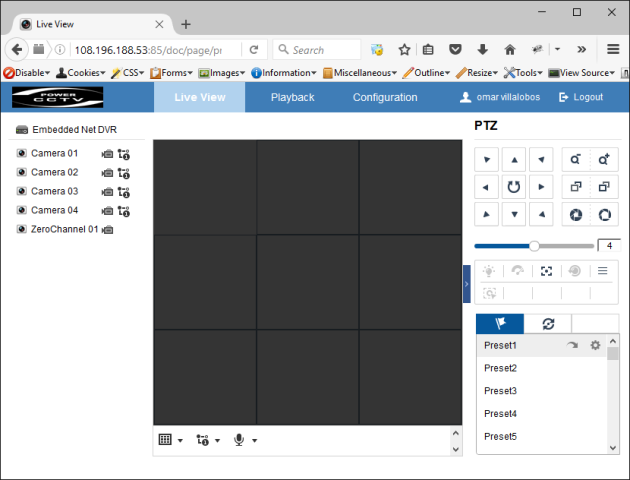 Live View
108.196.188.53:85/doc/page/pr
Search
Disable Cookies CSS Forms Images Information Miscellaneous Outline Resize Tools View Source
POWER
CCTV
Live View Playback Configuration omar villalobos Logout
Embedded Net DVR
Camera 01
Camera 02
Camera 03
Camera 04
ZeroChannel 01
PTZ
4
Preset1
Preset2
Preset3
Preset4
Preset5